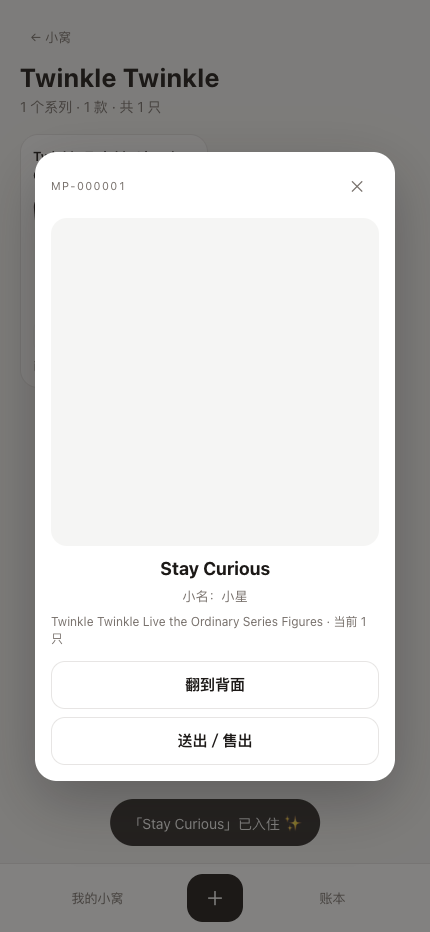 ← 小窝
Twinkle Twinkle
1 个系列 · 1 款 · 共 1 只
MP-000001
Stay Curious
小名：小星
Twinkle Twinkle Live the Ordinary Series Figures · 当前 1
只
翻到背面
送出 / 售出
「Stay Curious」已入住 ✨
我的小窝
+
账本